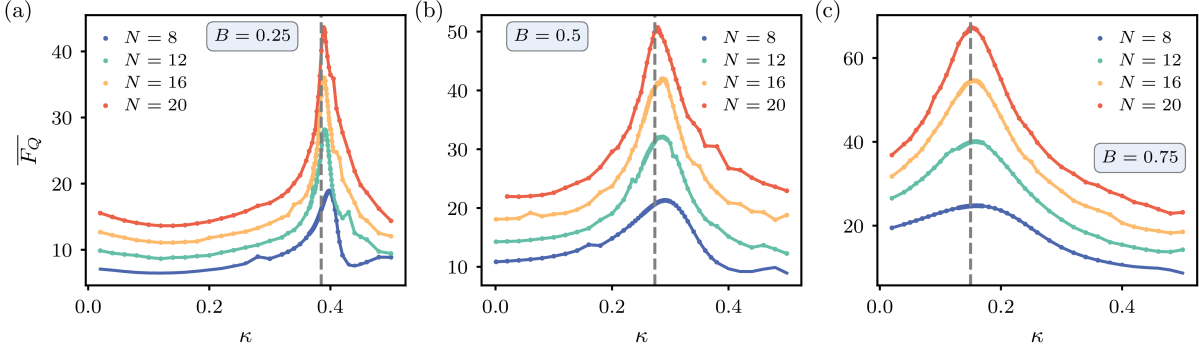 (a)
B = 0.25
N = 8
N = 12
N = 16
N = 20
40
30
20
10
0.0
0.2
0.4
κ
F_Q
(b)
B = 0.5
N = 8
N = 12
N = 16
N = 20
50
40
30
20
10
0.0
0.2
0.4
κ
(c)
N = 8
N = 12
N = 16
N = 20
B = 0.75
60
40
20
0.0
0.2
0.4
κ